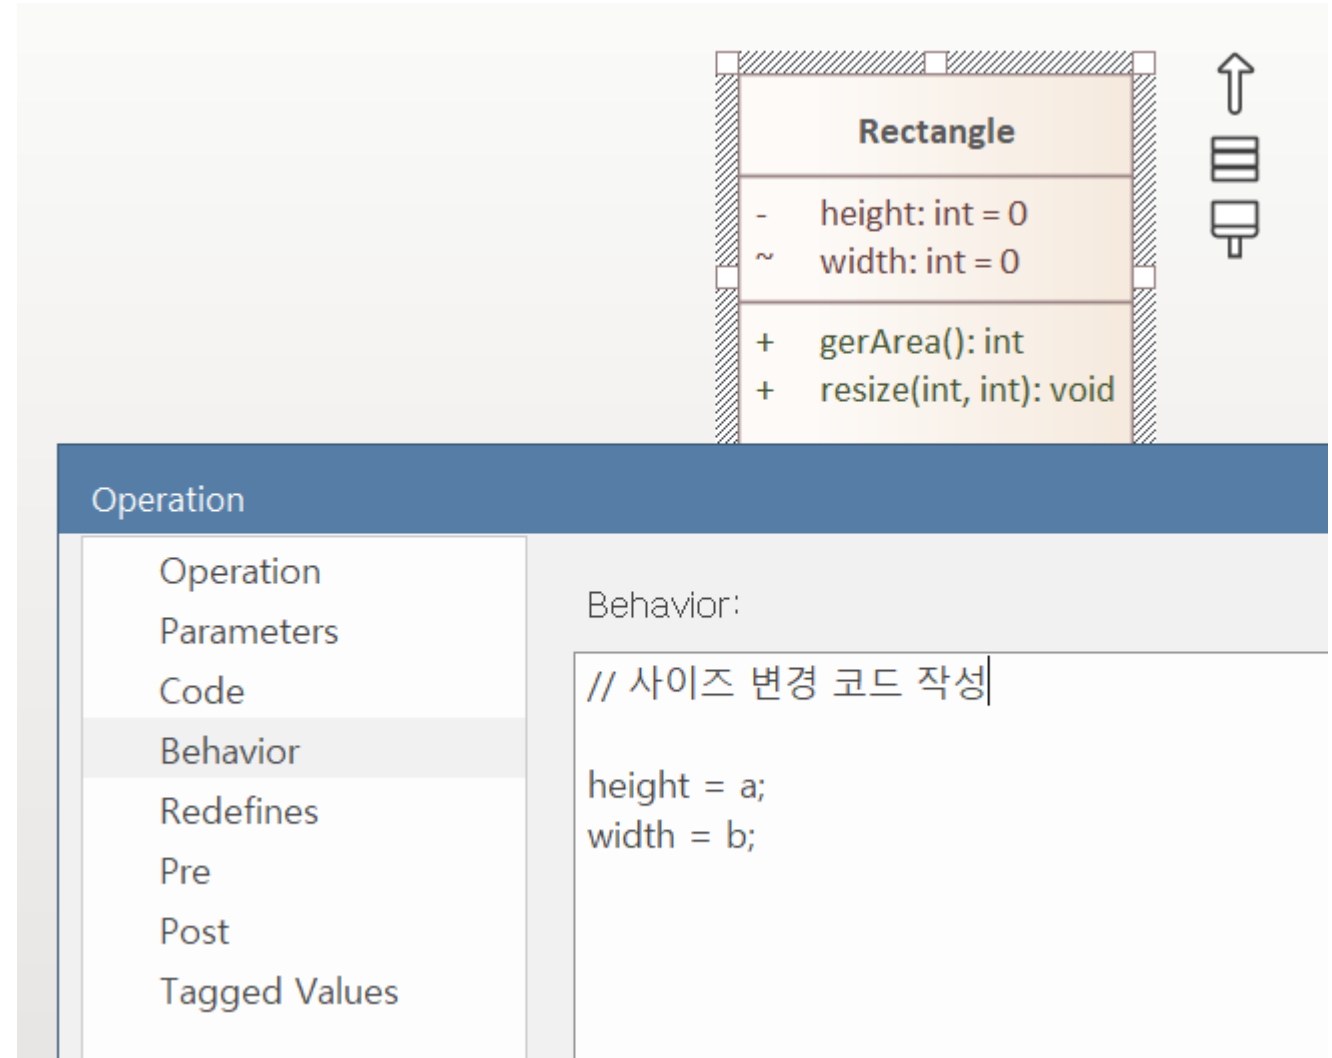 Rectangle
- height: int = 0
~ width: int = 0
+ gerArea(): int
+ resize(int, int): void
Operation
Operation
Parameters
Code
Behavior
Redefines
Pre
Post
Tagged Values
Behavior:
// 사이즈 변경 코드 작성
height = a;
width = b;